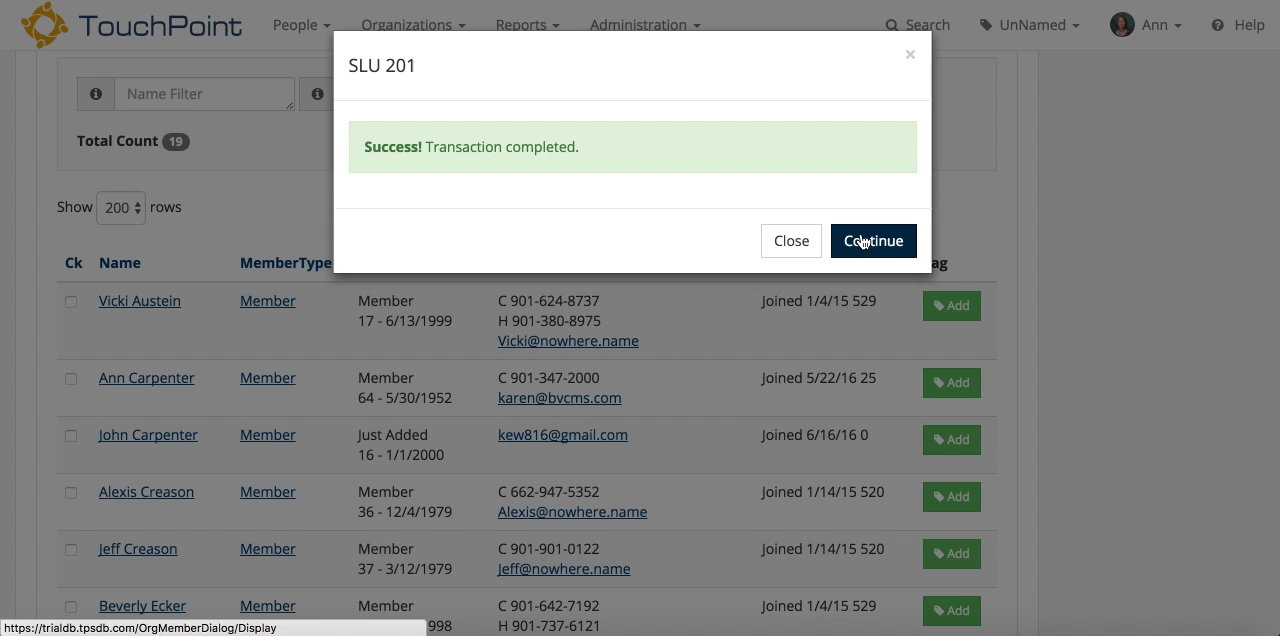 TouchPoint People Organizations Reports Administration Search UnNamed Ann Help
SLU 201 ×
Name Filter
Success! Transaction completed.
Total Count 19
Show 200 rows
Close Continue
Ck Name MemberType
Vicki Austein Member Member C 901-624-8737 Joined 1/4/15 529 Add
17 - 6/13/1999 H 901-380-8975
Vicki@nowhere.name
Ann Carpenter Member Member C 901-347-2000 Joined 5/22/16 25 Add
64 - 5/30/1952 karen@bvcms.com
John Carpenter Member Just Added kew816@gmail.com Joined 6/16/16 0 Add
16 - 1/1/2000
Alexis Creason Member Member C 662-947-5352 Joined 1/14/15 520 Add
36 - 12/4/1979 Alexis@nowhere.name
Jeff Creason Member Member C 901-901-0122 Joined 1/14/15 520 Add
37 - 3/12/1979 Jeff@nowhere.name
Beverly Ecker Member Member C 901-642-7192 Joined 1/4/15 529 Add
https://trialdb.tpsdb.com/OrgMemberDialog/Display 998 H 901-737-6121